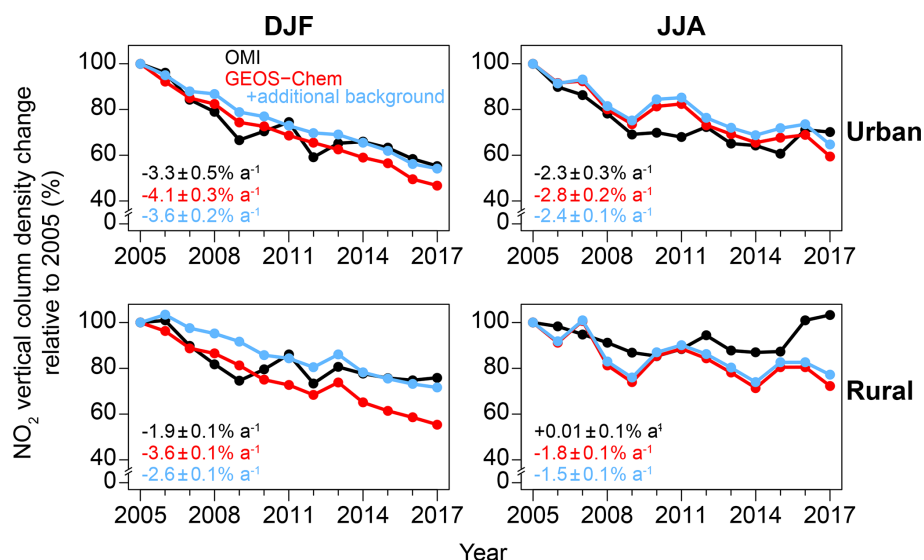 DJF
JJA
NO2 vertical column density change
relative to 2005 (%)
100
80
60
40
0
OMI
GEOS−Chem
+additional background
-3.3±0.5% a-1
-4.1±0.3% a-1
-3.6±0.2% a-1
2005
2008
2011
2014
2017
100
80
60
40
0
-2.3±0.3% a-1
-2.8±0.2% a-1
-2.4±0.1% a-1
2005
2008
2011
2014
2017
Urban
100
80
60
40
0
-1.9±0.1% a-1
-3.6±0.1% a-1
-2.6±0.1% a-1
2005
2008
2011
2014
2017
100
80
60
40
0
+0.01±0.1% a-1
-1.8±0.1% a-1
-1.5±0.1% a-1
2005
2008
2011
2014
2017
Rural
Year